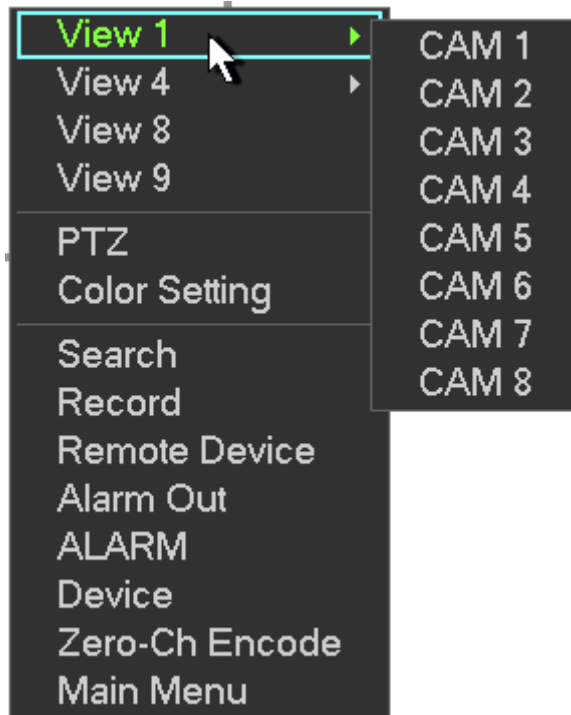 View 1
View 4
View 8
View 9
PTZ
Color Setting
Search
Record
Remote Device
Alarm Out
ALARM
Device
Zero-Ch Encode
Main Menu
CAM 1
CAM 2
CAM 3
CAM 4
CAM 5
CAM 6
CAM 7
CAM 8